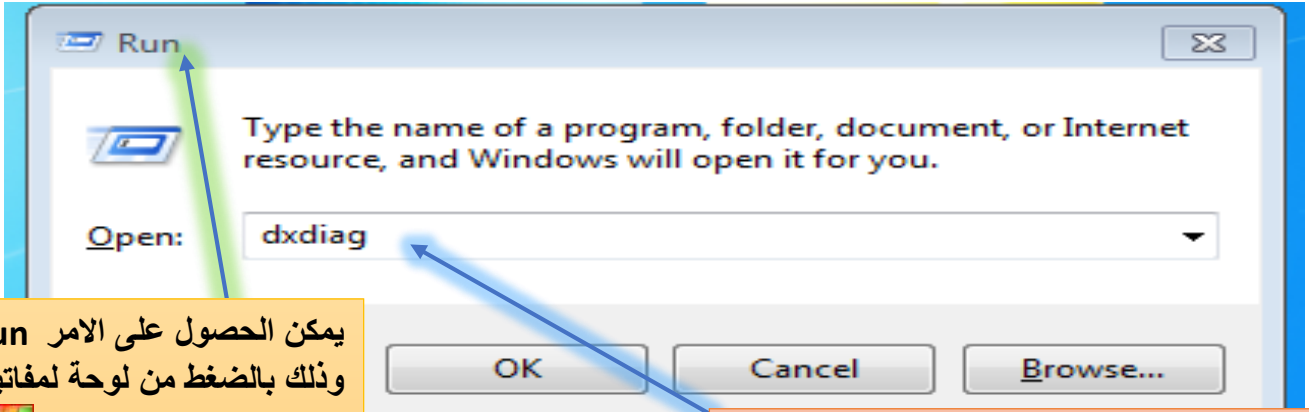 Run
Type the name of a program, folder, document, or Internet
resource, and Windows will open it for you.
Open:
dxdiag
يمكن الحصول على الامر
وذلك بالضغط من لوحة
OK
Cancel
Browse...